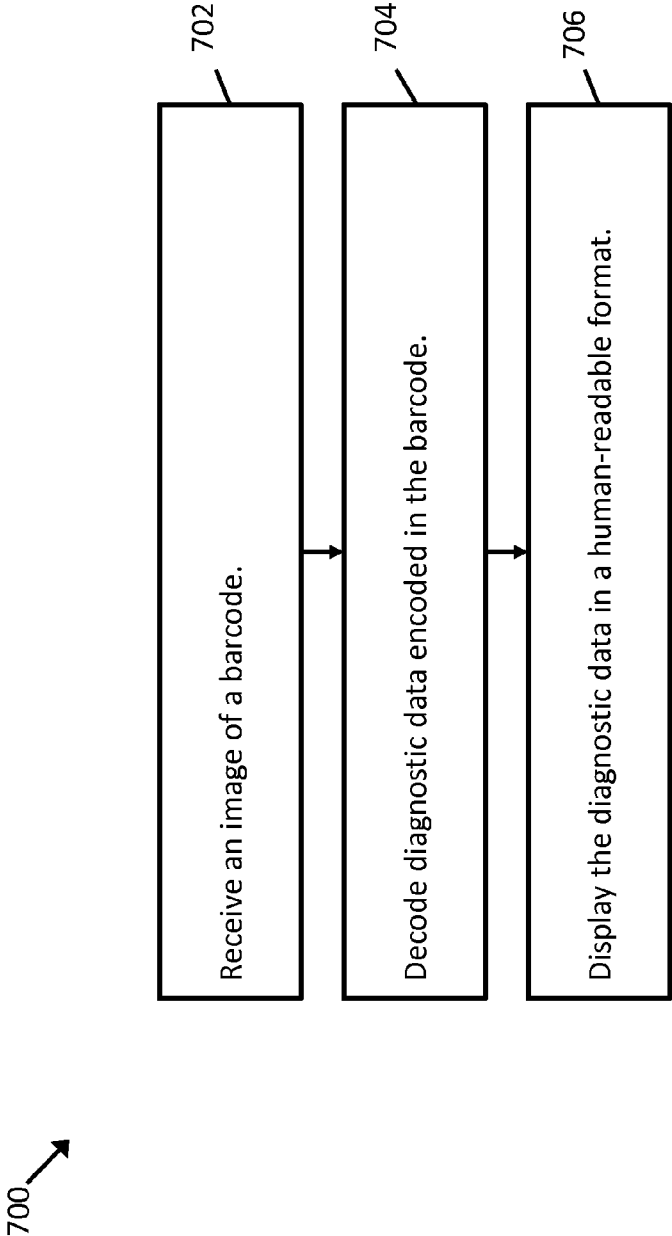 700
702
Receive an image of a barcode.
704
Decode diagnostic data encoded in the barcode.
706
Display the diagnostic data in a human-readable format.